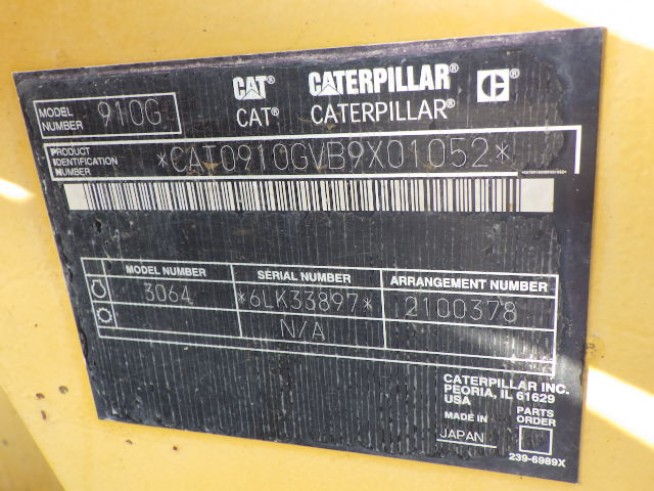 CAT® CATERPILLAR® C®
CAT® CATERPILLAR®
MODEL NUMBER 910G
PRODUCT IDENTIFICATION NUMBER *CAT0910GVB9X01052*
MODEL NUMBER SERIAL NUMBER ARRANGEMENT NUMBER
3064 *6LK33897* 2100378
N/A
CATERPILLAR INC.
PEORIA, IL 61629
USA
MADE IN PARTS ORDER
JAPAN
239-6989X